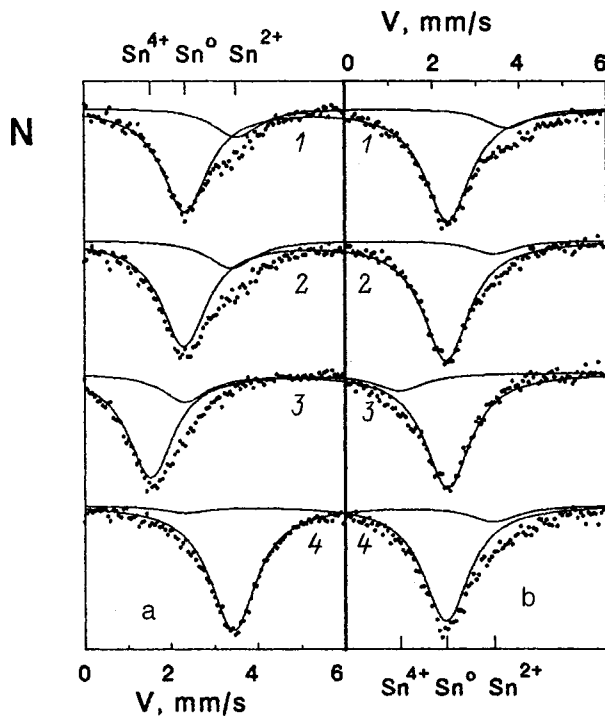 V, mm/s
Sn⁴⁺ Sn⁰ Sn²⁺
0 2 4 6
N
1 1
2 2
3 3
4 4
a b
0 2 4 6
V, mm/s
Sn⁴⁺ Sn⁰ Sn²⁺